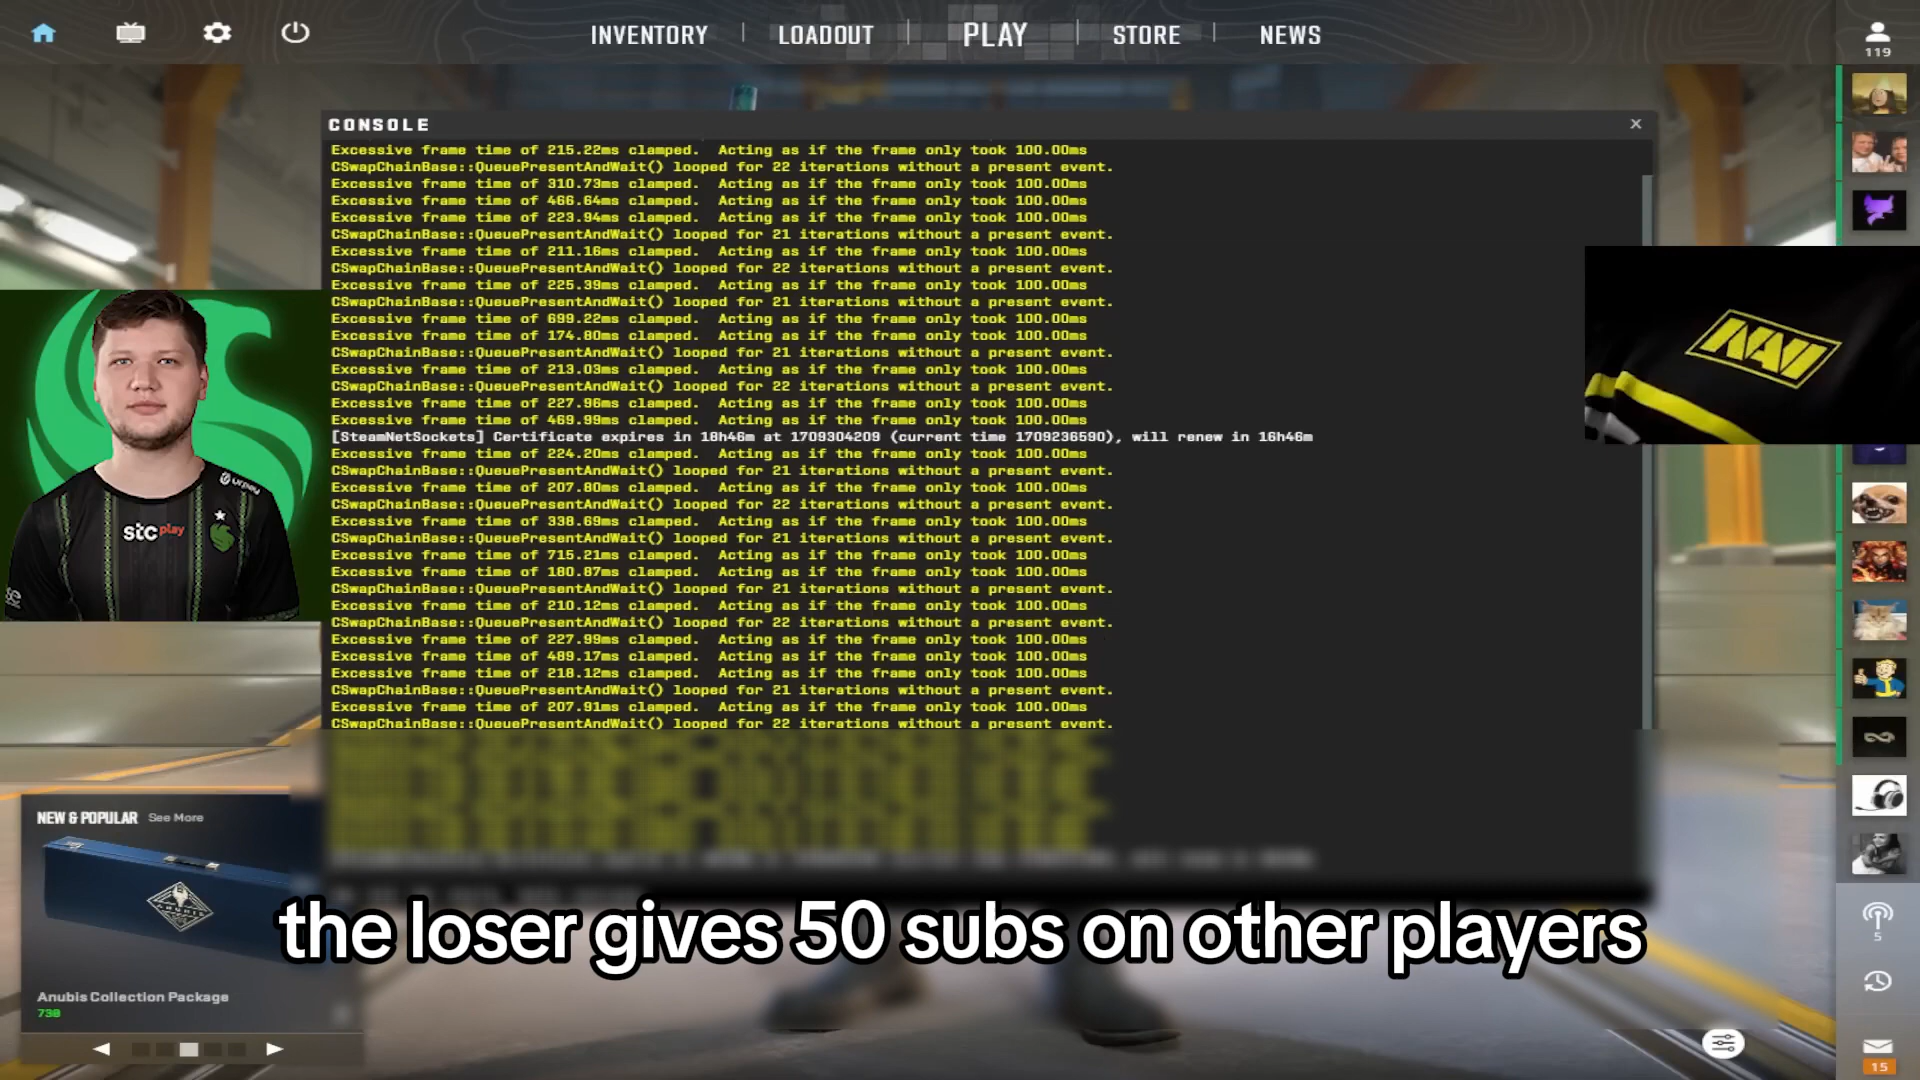 INVENTORY
LOADOUT
PLAY
STORE
NEWS
119
CONSOLE
Excessive frame time of 215.22ms clamped.  Acting as if the frame only took 100.00ms
CSwapChainBase::QueuePresentAndWait() looped for 22 iterations without a present event.
Excessive frame time of 310.73ms clamped.  Acting as if the frame only took 100.00ms
Excessive frame time of 466.64ms clamped.  Acting as if the frame only took 100.00ms
Excessive frame time of 223.94ms clamped.  Acting as if the frame only took 100.00ms
CSwapChainBase::QueuePresentAndWait() looped for 21 iterations without a present event.
Excessive frame time of 211.16ms clamped.  Acting as if the frame only took 100.00ms
CSwapChainBase::QueuePresentAndWait() looped for 22 iterations without a present event.
Excessive frame time of 225.39ms clamped.  Acting as if the frame only took 100.00ms
CSwapChainBase::QueuePresentAndWait() looped for 21 iterations without a present event.
Excessive frame time of 699.22ms clamped.  Acting as if the frame only took 100.00ms
Excessive frame time of 174.80ms clamped.  Acting as if the frame only took 100.00ms
CSwapChainBase::QueuePresentAndWait() looped for 21 iterations without a present event.
Excessive frame time of 213.03ms clamped.  Acting as if the frame only took 100.00ms
CSwapChainBase::QueuePresentAndWait() looped for 22 iterations without a present event.
Excessive frame time of 227.96ms clamped.  Acting as if the frame only took 100.00ms
Excessive frame time of 469.99ms clamped.  Acting as if the frame only took 100.00ms
[SteamNetSockets] Certificate expires in 18h46m at 1709304209 (current time 1709236590), will renew in 16h46m
Excessive frame time of 224.20ms clamped.  Acting as if the frame only took 100.00ms
CSwapChainBase::QueuePresentAndWait() looped for 21 iterations without a present event.
Excessive frame time of 207.80ms clamped.  Acting as if the frame only took 100.00ms
CSwapChainBase::QueuePresentAndWait() looped for 22 iterations without a present event.
Excessive frame time of 338.69ms clamped.  Acting as if the frame only took 100.00ms
CSwapChainBase::QueuePresentAndWait() looped for 21 iterations without a present event.
Excessive frame time of 715.21ms clamped.  Acting as if the frame only took 100.00ms
Excessive frame time of 180.87ms clamped.  Acting as if the frame only took 100.00ms
CSwapChainBase::QueuePresentAndWait() looped for 21 iterations without a present event.
Excessive frame time of 210.12ms clamped.  Acting as if the frame only took 100.00ms
CSwapChainBase::QueuePresentAndWait() looped for 22 iterations without a present event.
Excessive frame time of 227.99ms clamped.  Acting as if the frame only took 100.00ms
Excessive frame time of 489.17ms clamped.  Acting as if the frame only took 100.00ms
Excessive frame time of 218.12ms clamped.  Acting as if the frame only took 100.00ms
CSwapChainBase::QueuePresentAndWait() looped for 21 iterations without a present event.
Excessive frame time of 207.91ms clamped.  Acting as if the frame only took 100.00ms
CSwapChainBase::QueuePresentAndWait() looped for 22 iterations without a present event.
stc play
NAVI
NEW & POPULAR See More
ANUBIS
the loser gives 50 subs on other players
Anubis Collection Package
730
5
15